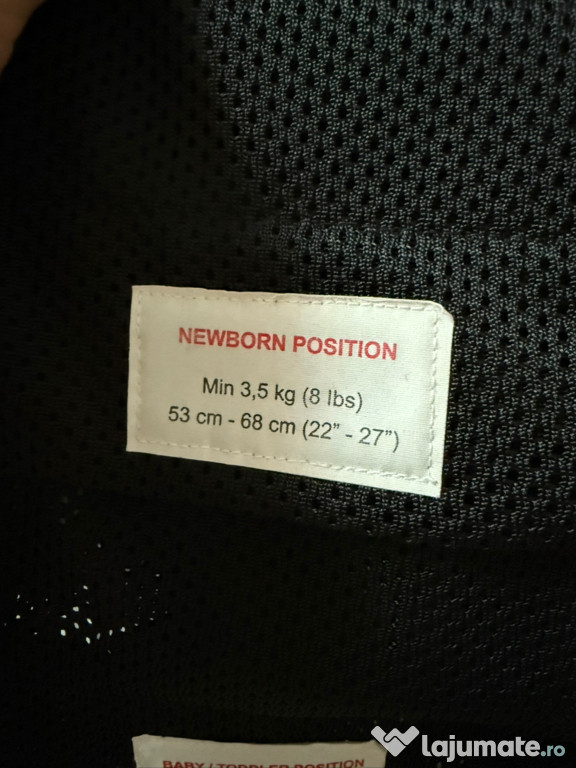 NEWBORN POSITION
Min 3,5 kg (8 lbs)
53 cm - 68 cm (22” - 27”)
BABY / TODDLER POSITION
lajumate.ro